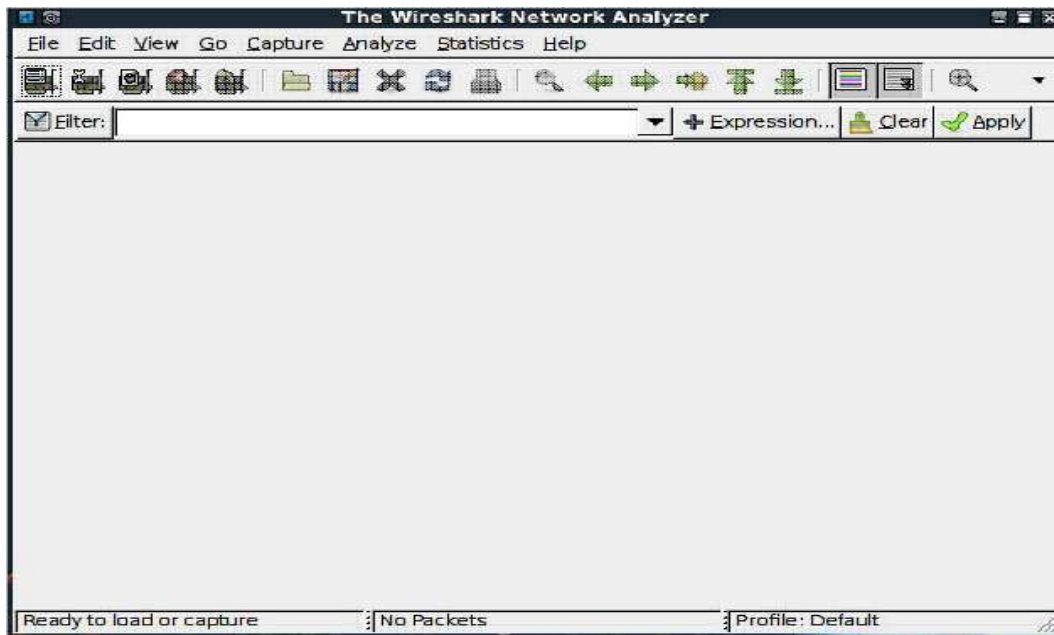 The Wireshark Network Analyzer
File Edit View Go Capture Analyze Statistics Help
Filter: Expression... Clear Apply
Ready to load or capture No Packets Profile: Default